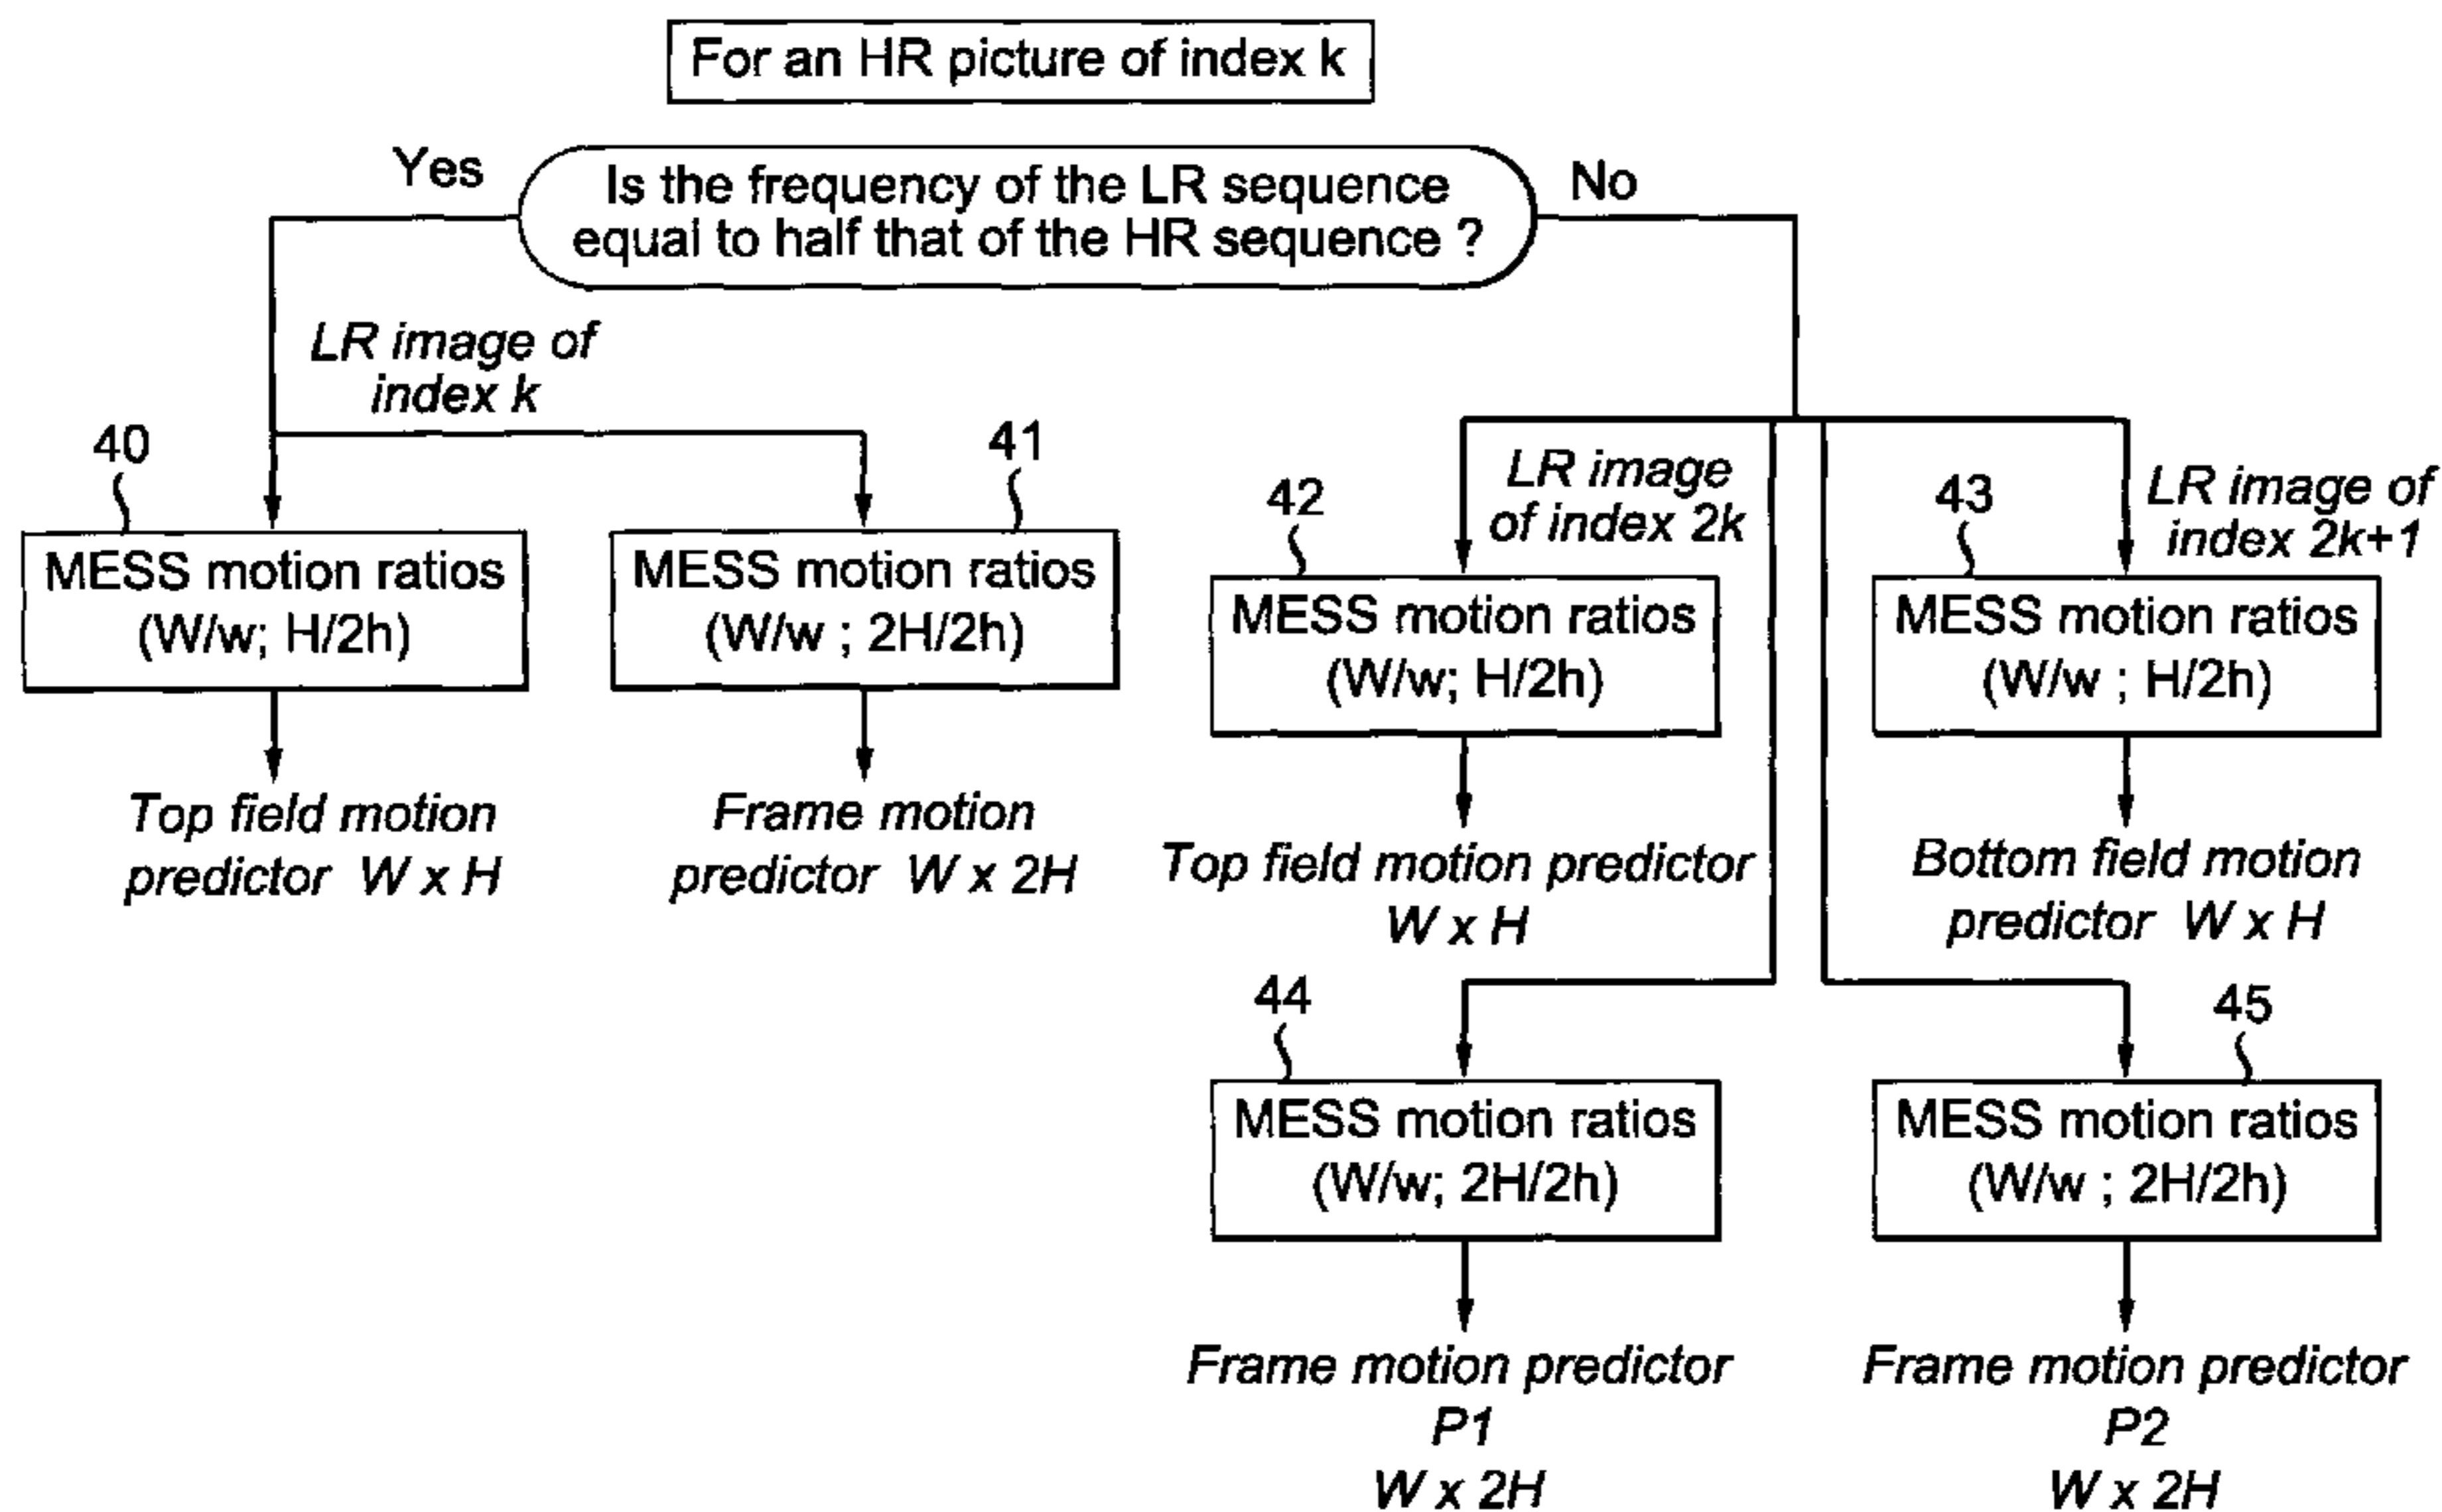 For an HR picture of index k
Yes
Is the frequency of the LR sequence
equal to half that of the HR sequence ?
No
LR image of
index k
40
MESS motion ratios
(W/w; H/2h)
Top field motion
predictor W x H
41
MESS motion ratios
(W/w ; 2H/2h)
Frame motion
predictor W x 2H
42
LR image
of index 2k
MESS motion ratios
(W/w; H/2h)
Top field motion predictor
W x H
43
LR image of
index 2k+1
MESS motion ratios
(W/w ; H/2h)
Bottom field motion
predictor W x H
44
MESS motion ratios
(W/w; 2H/2h)
Frame motion predictor
P1
W x 2H
45
MESS motion ratios
(W/w ; 2H/2h)
Frame motion predictor
P2
W x 2H